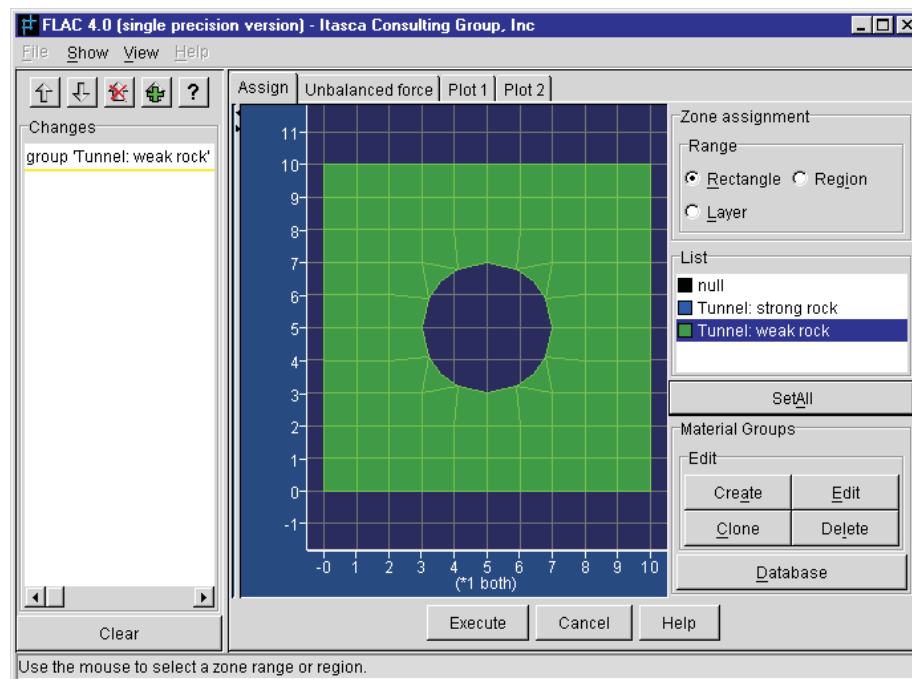 FLAC 4.0 (single precision version) - Itasca Consulting Group, Inc
File Show View Help
?
Changes
group 'Tunnel: weak rock'
Clear
Assign Unbalanced force Plot 1 Plot 2
11
10
9
8
7
6
5
4
3
2
1
0
-1
-0 1 2 3 4 5 6 7 8 9 10
(*1 both)
Zone assignment
Range
Rectangle Region
Layer
List
null
Tunnel: strong rock
Tunnel: weak rock
SetAll
Material Groups
Edit
Create Edit
Clone Delete
Database
Execute Cancel Help
Use the mouse to select a zone range or region.